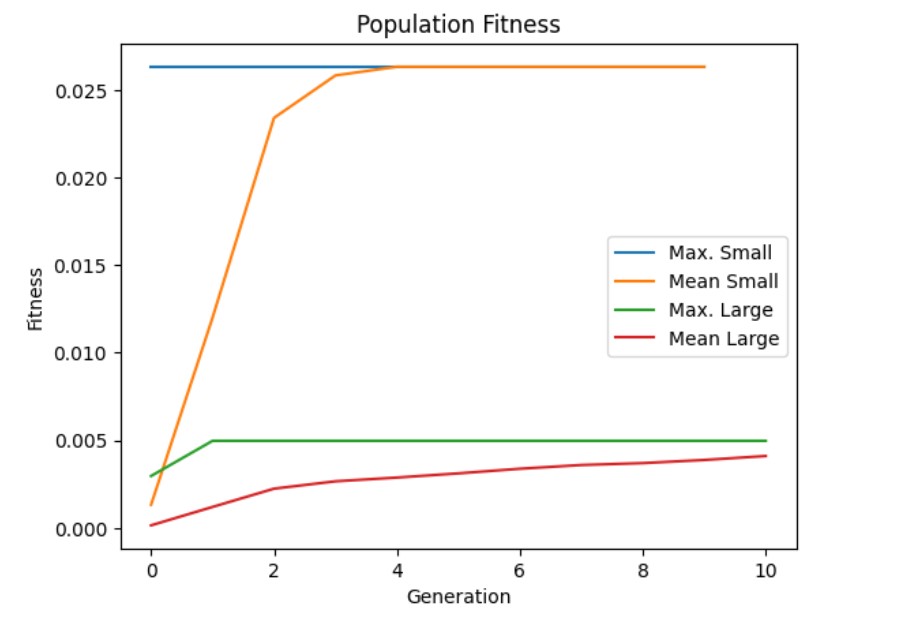 Population Fitness
0.025
0.020
0.015
0.010
0.005
0.000
Fitness
Max. Small
Mean Small
Max. Large
Mean Large
0 2 4 6 8 10
Generation